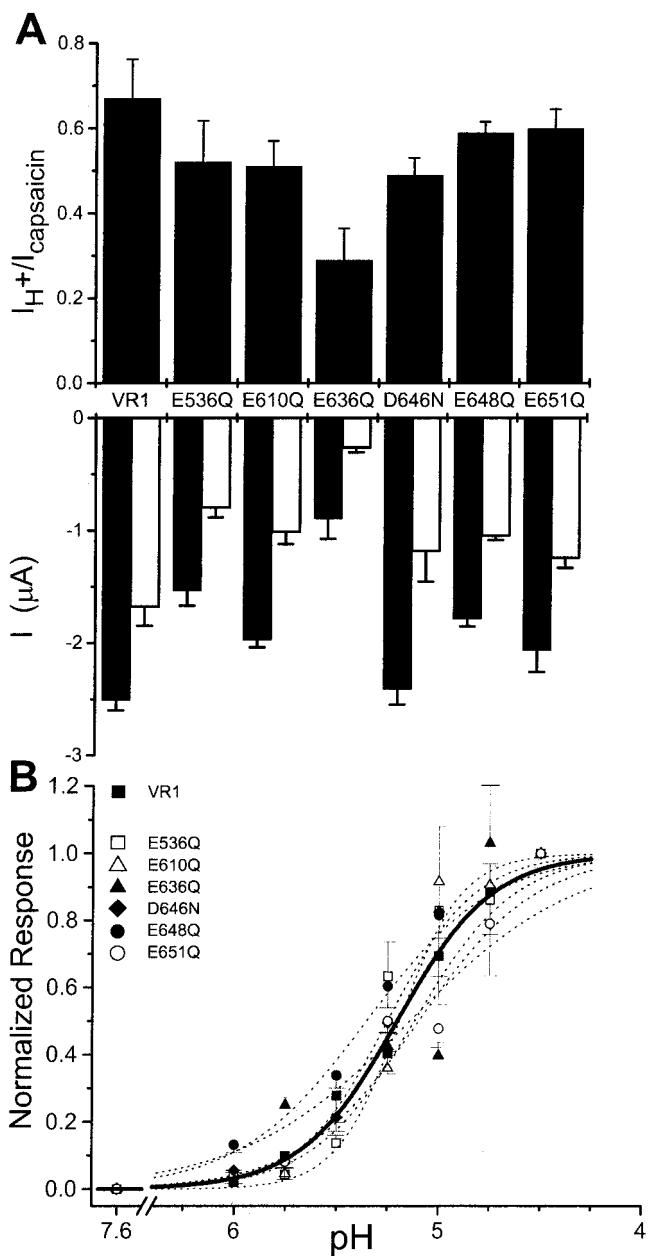 A
0.8
0.6
0.4
0.2
0.0
I_H+/I_capsaicin
VR1 E536Q E610Q E636Q D646N E648Q E651Q
0
-1
-2
-3
I (μA)
B
1.2
1.0
0.8
0.6
0.4
0.2
0.0
Normalized Response
VR1
E536Q
E610Q
E636Q
D646N
E648Q
E651Q
7.6 6 5 4
pH